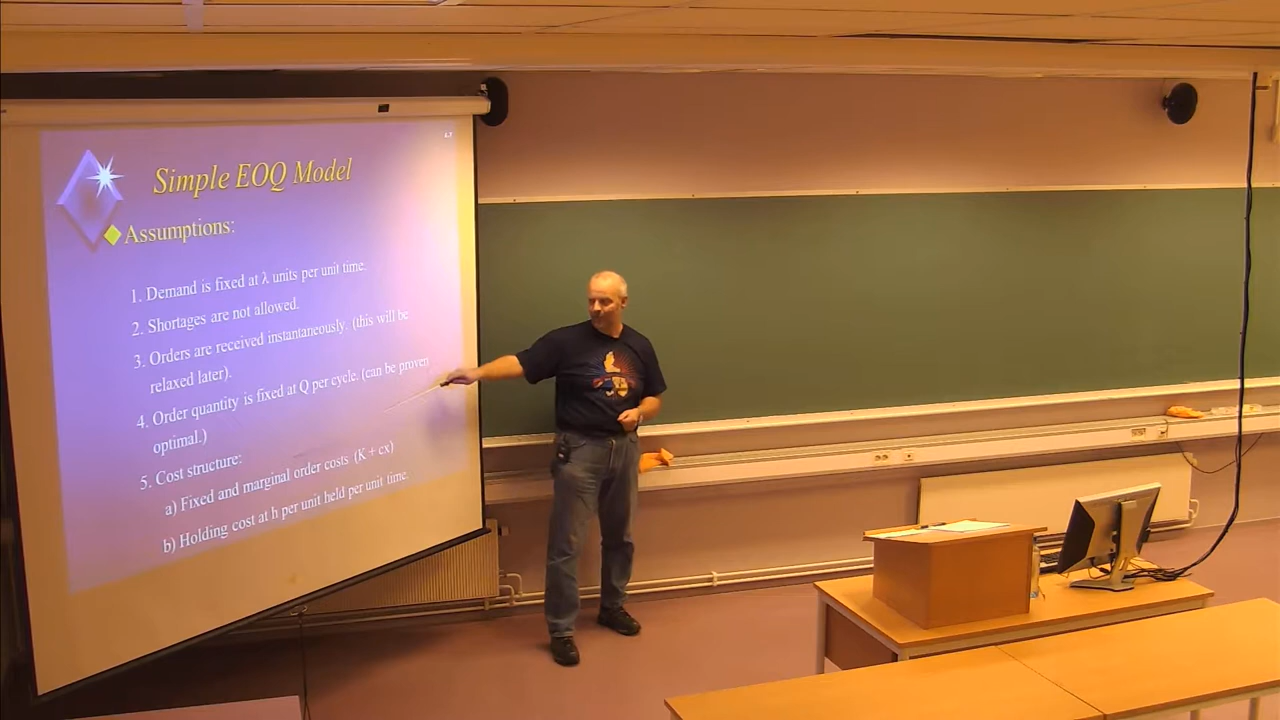 Simple EOQ Model
Assumptions:
1. Demand is fixed at λ units per unit time.
2. Shortages are not allowed.
3. Orders are received instantaneously. (this will be
relaxed later).
4. Order quantity is fixed at Q per cycle. (can be proven
optimal.)
5. Cost structure:
a) Fixed and marginal order costs (K + cx)
b) Holding cost at h per unit held per unit time.